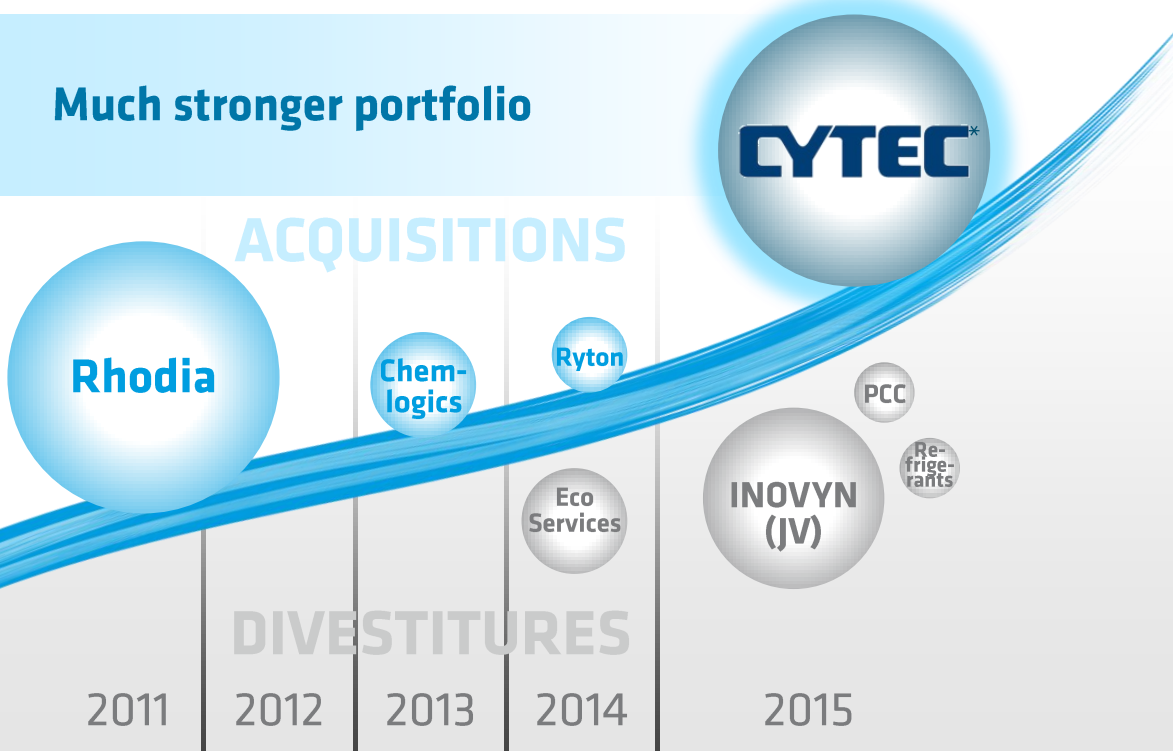 Much stronger portfolio
CYTEC*
ACQUISITIONS
Rhodia
Chem-
logics
Ryton
PCC
Re-
frige-
rants
INOVYN
(JV)
Eco
Services
DIVESTITURES
2011
2012
2013
2014
2015